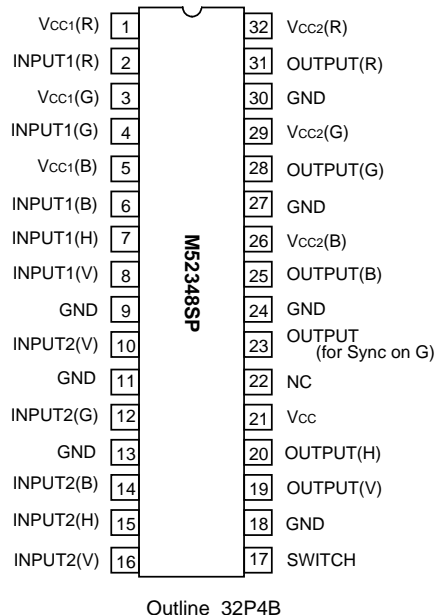 Vcc1(R) 1 32 Vcc2(R)
INPUT1(R) 2 31 OUTPUT(R)
Vcc1(G) 3 30 GND
INPUT1(G) 4 29 Vcc2(G)
Vcc1(B) 5 28 OUTPUT(G)
INPUT1(B) 6 27 GND
INPUT1(H) 7 26 Vcc2(B)
INPUT1(V) 8 25 OUTPUT(B)
GND 9 24 GND
INPUT2(V) 10 23 OUTPUT
(for Sync on G)
GND 11 22 NC
INPUT2(G) 12 21 Vcc
GND 13 20 OUTPUT(H)
INPUT2(B) 14 19 OUTPUT(V)
INPUT2(H) 15 18 GND
INPUT2(V) 16 17 SWITCH
M52348SP
Outline 32P4B